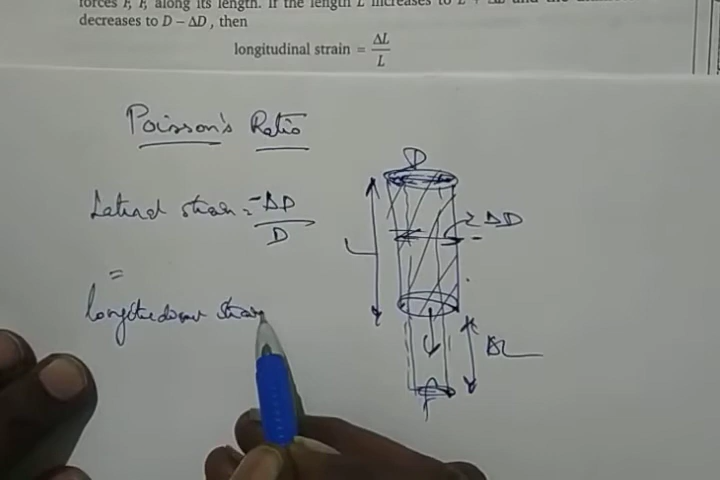 decreases to D − ΔD, then
longitudinal strain = ΔL/L
Poisson's Ratio
D
Lateral strain = -ΔD/D
ΔD
L
=
longitudinal strain
ΔL
F